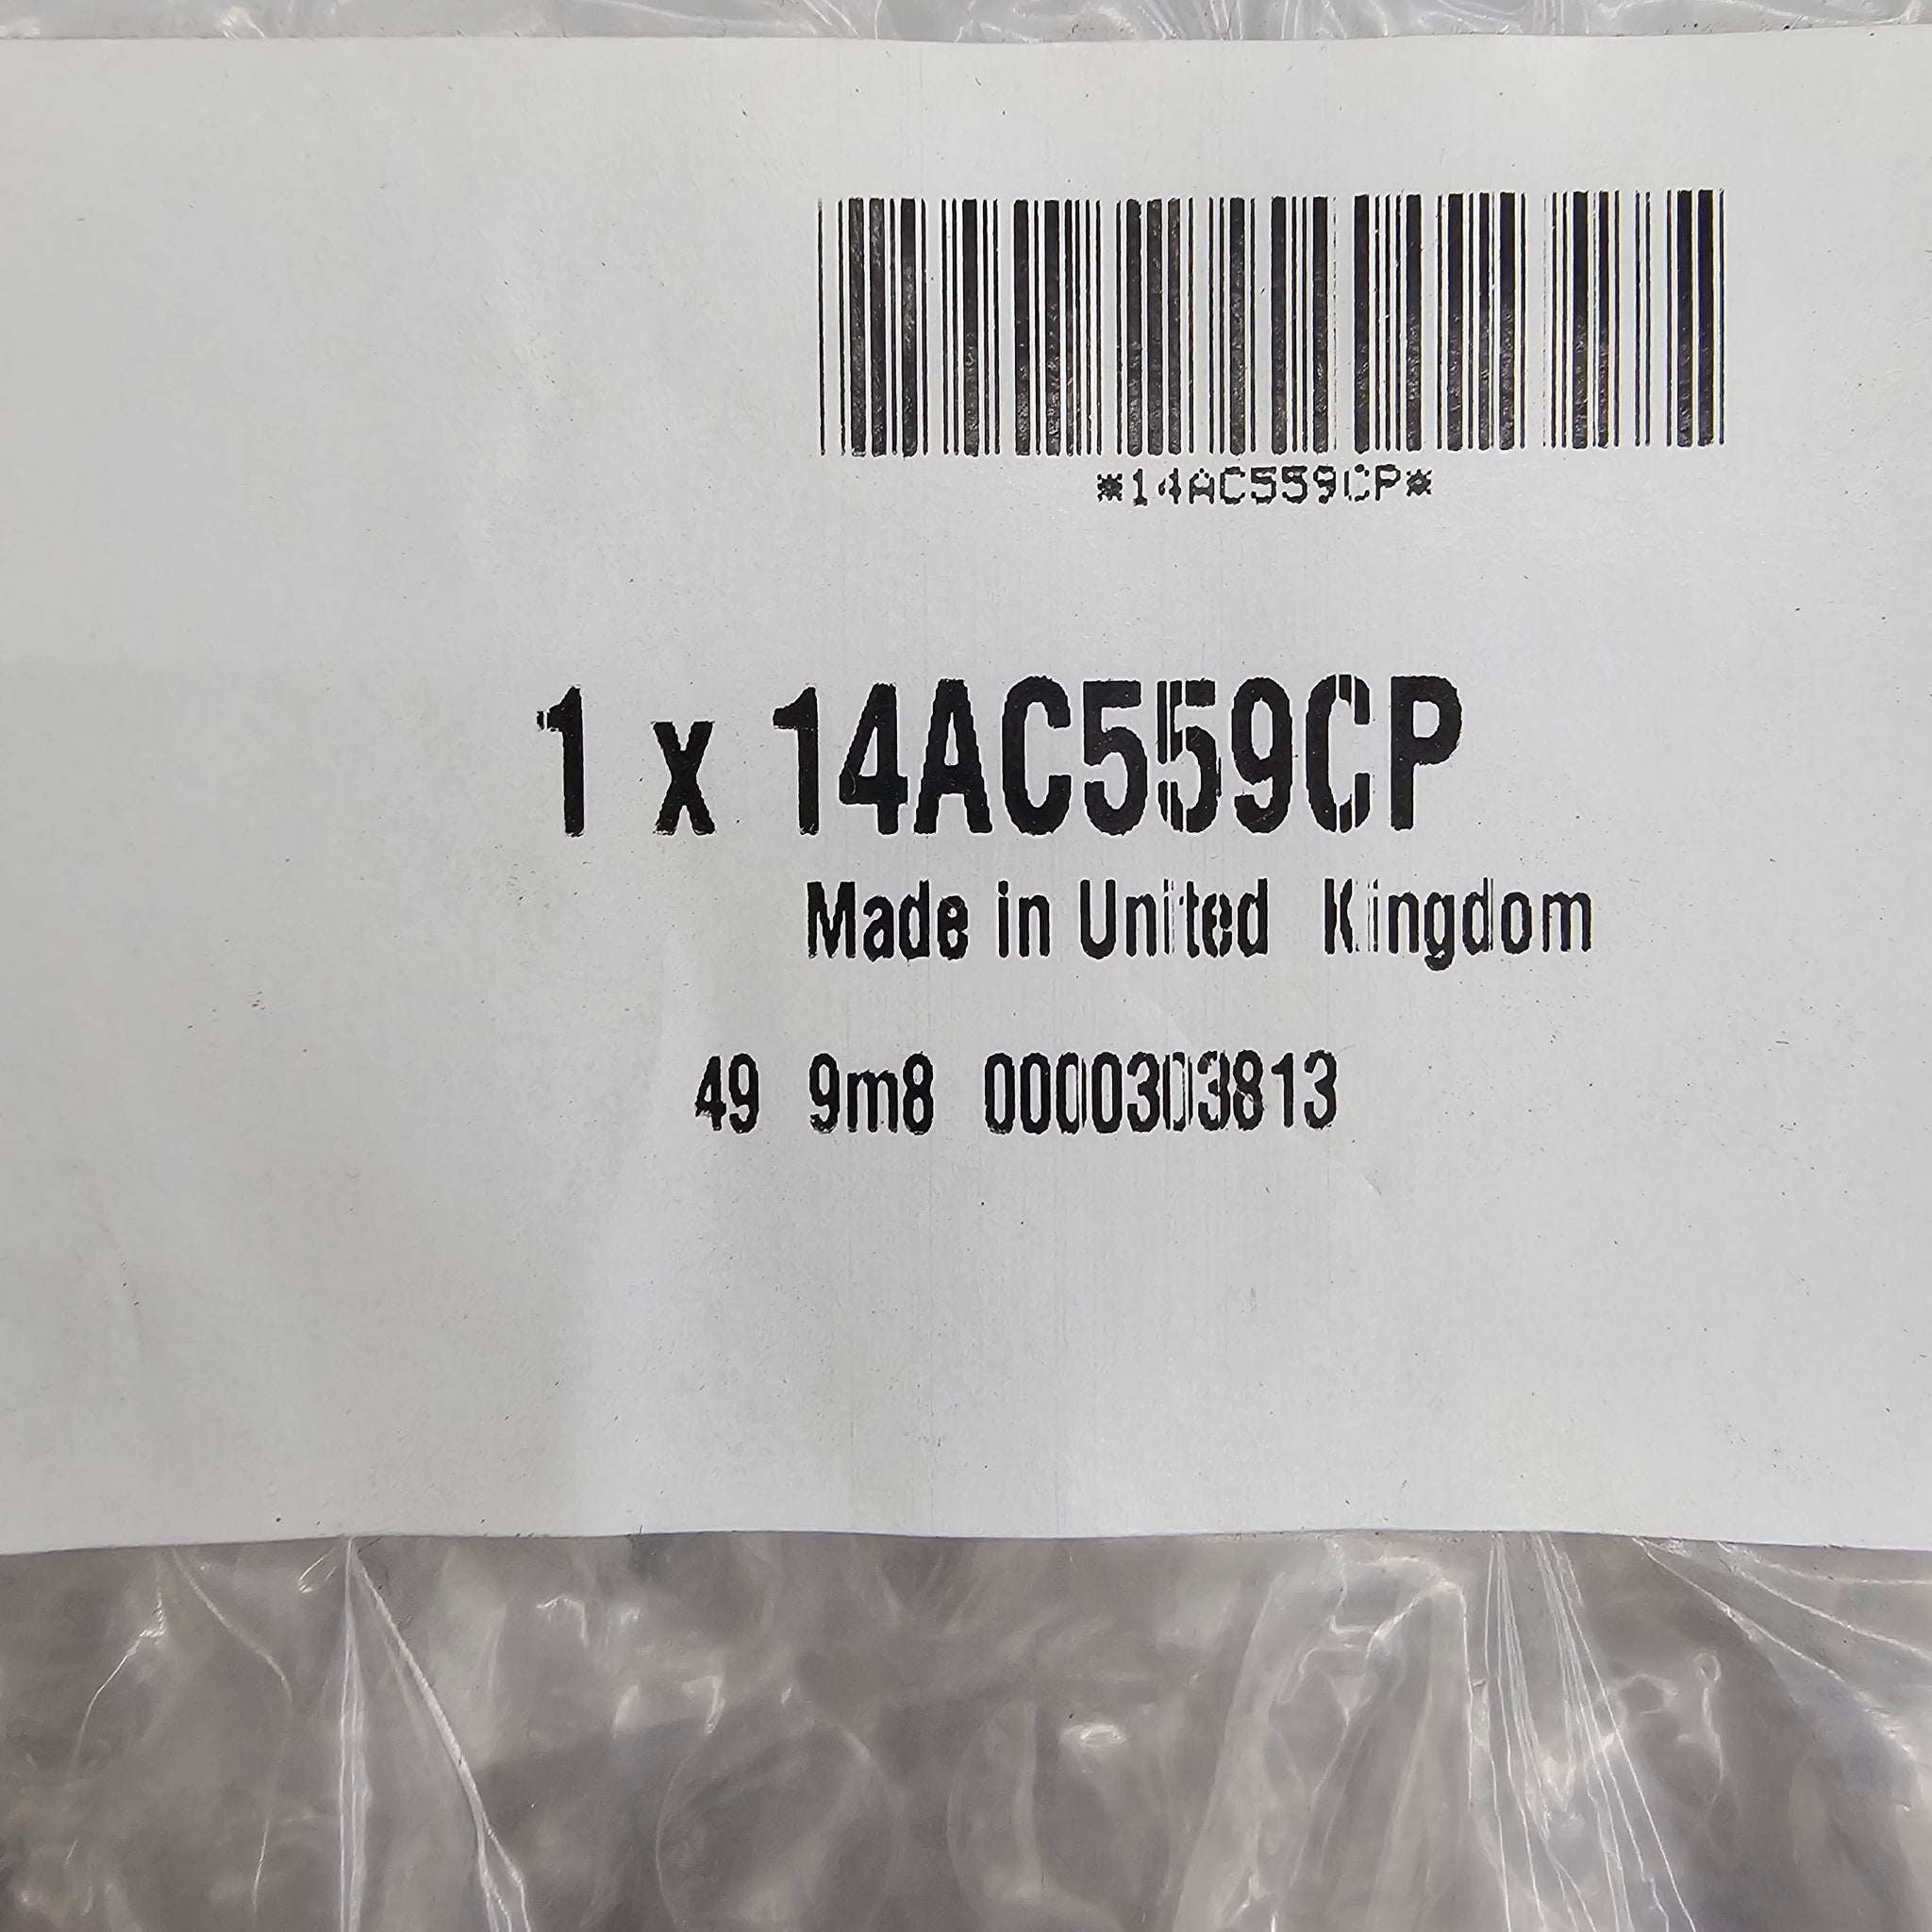 *14AC559CP*
1 x 14AC559CP
Made in United Kingdom
49 9m8 0000303813